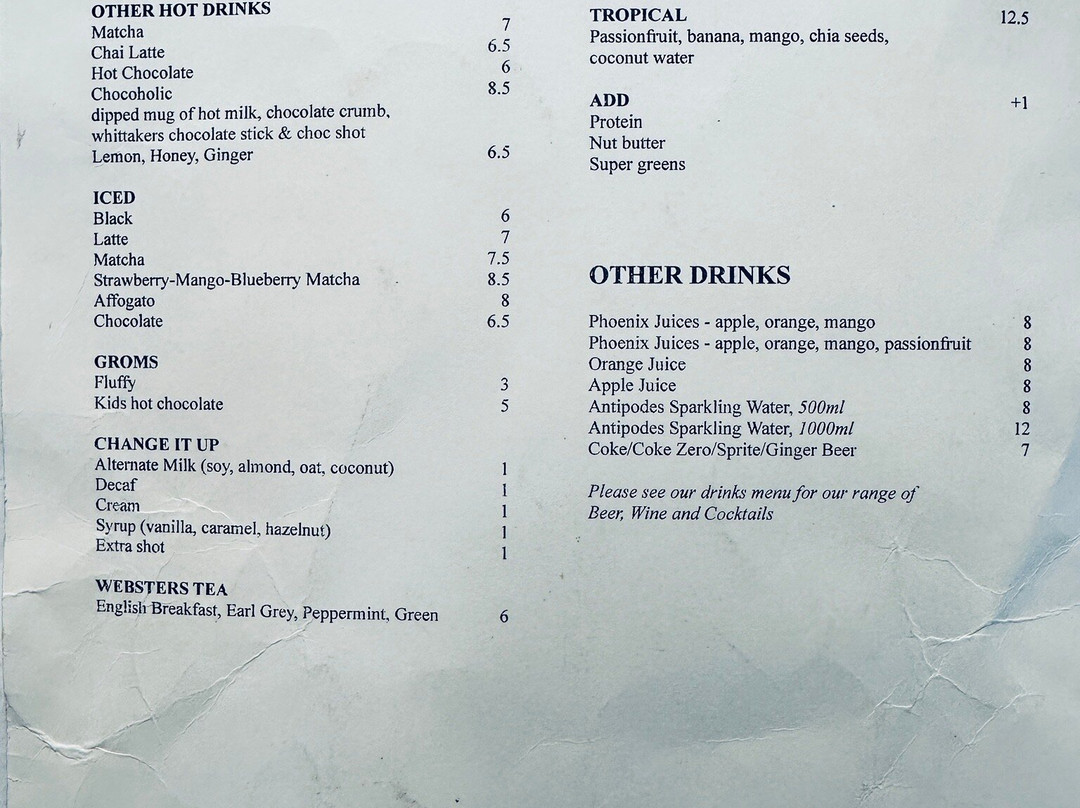 OTHER HOT DRINKS
Matcha 7
Chai Latte 6.5
Hot Chocolate 6
Chocoholic 8.5
dipped mug of hot milk, chocolate crumb,
whittakers chocolate stick & choc shot
Lemon, Honey, Ginger 6.5
ICED
Black 6
Latte 7
Matcha 7.5
Strawberry-Mango-Blueberry Matcha 8.5
Affogato 8
Chocolate 6.5
GROMS
Fluffy 3
Kids hot chocolate 5
CHANGE IT UP
Alternate Milk (soy, almond, oat, coconut) 1
Decaf 1
Cream 1
Syrup (vanilla, caramel, hazelnut) 1
Extra shot 1
WEBSTERS TEA
English Breakfast, Earl Grey, Peppermint, Green 6
TROPICAL 12.5
Passionfruit, banana, mango, chia seeds,
coconut water
ADD +1
Protein
Nut butter
Super greens
OTHER DRINKS
Phoenix Juices - apple, orange, mango 8
Phoenix Juices - apple, orange, mango, passionfruit 8
Orange Juice 8
Apple Juice 8
Antipodes Sparkling Water, 500ml 8
Antipodes Sparkling Water, 1000ml 12
Coke/Coke Zero/Sprite/Ginger Beer 7
Please see our drinks menu for our range of
Beer, Wine and Cocktails